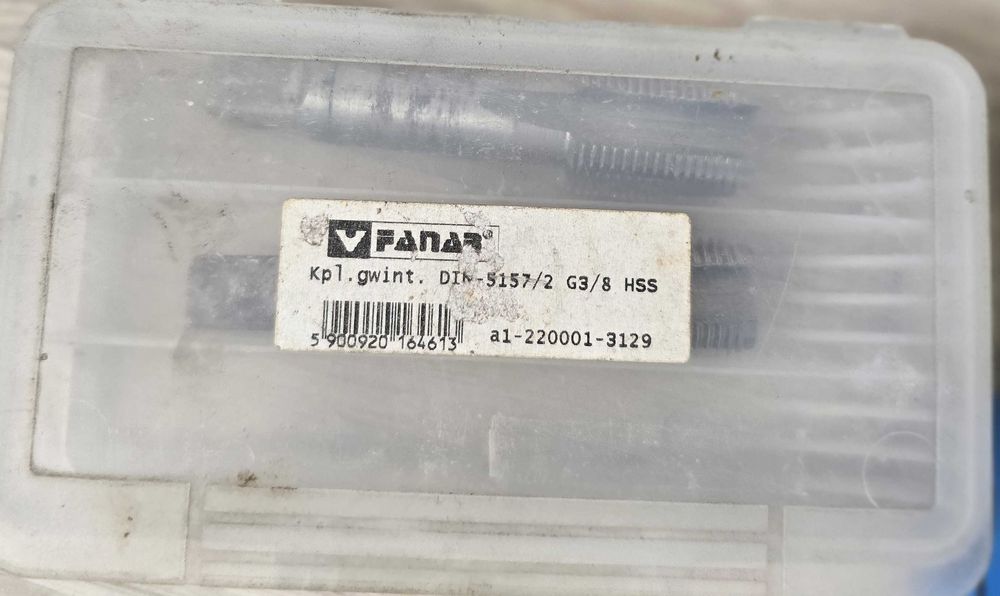 FANAR®
Kpl.gwint. DIN-5157/2 G3/8 HSS
5 900920 164613
a1-220001-3129